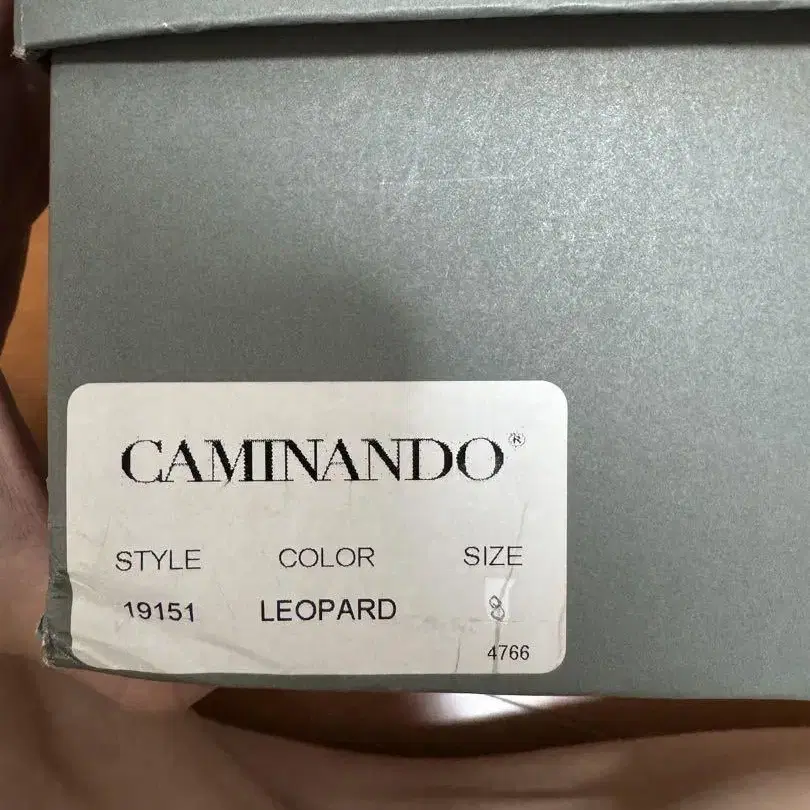 CAMINANDO®
STYLE COLOR SIZE
19151 LEOPARD 8
4766